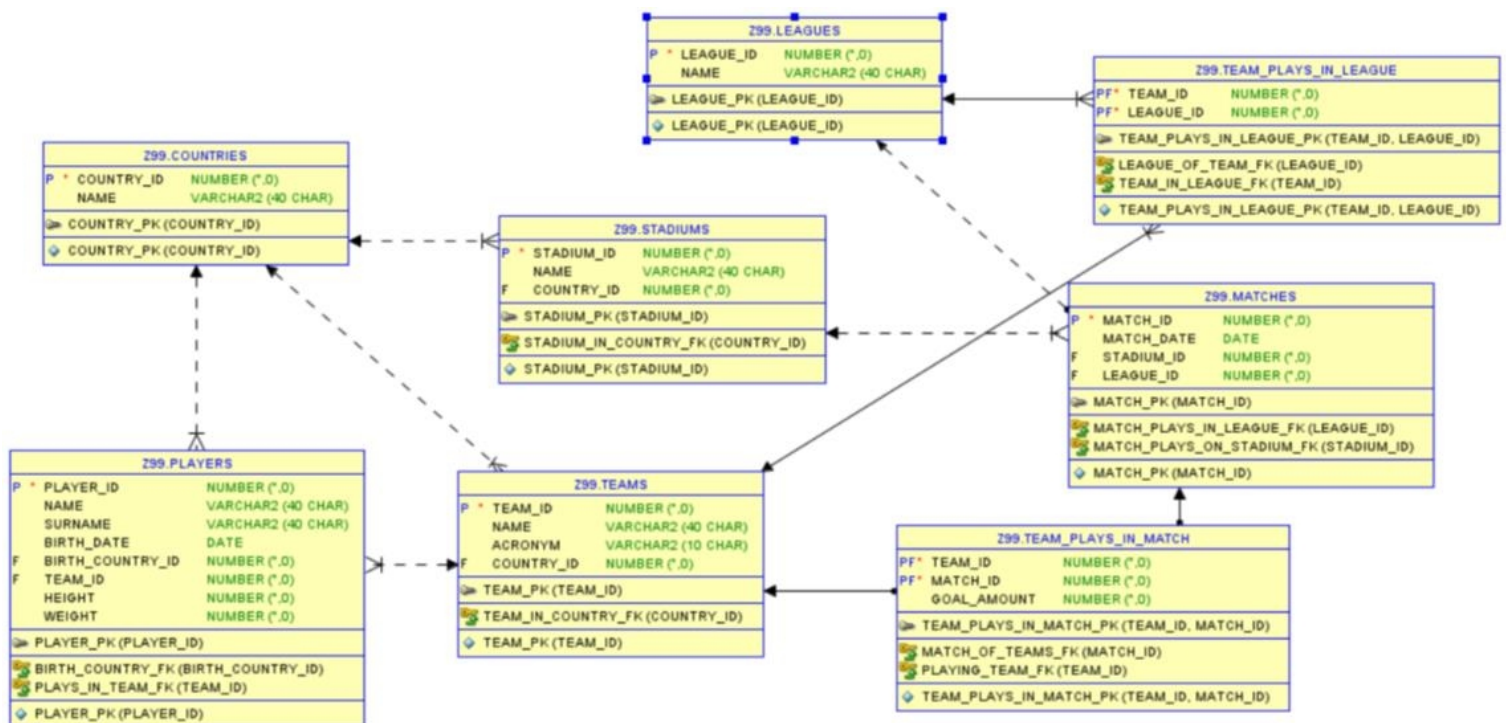 Z99.LEAGUES
P * LEAGUE_ID NUMBER (*,0)
NAME VARCHAR2 (40 CHAR)
LEAGUE_PK (LEAGUE_ID)
LEAGUE_PK (LEAGUE_ID)
Z99.TEAM_PLAYS_IN_LEAGUE
PF* TEAM_ID NUMBER (*,0)
PF* LEAGUE_ID NUMBER (*,0)
TEAM_PLAYS_IN_LEAGUE_PK (TEAM_ID, LEAGUE_ID)
LEAGUE_OF_TEAM_FK (LEAGUE_ID)
TEAM_IN_LEAGUE_FK (TEAM_ID)
TEAM_PLAYS_IN_LEAGUE_PK (TEAM_ID, LEAGUE_ID)
Z99.COUNTRIES
P * COUNTRY_ID NUMBER (*,0)
NAME VARCHAR2 (40 CHAR)
COUNTRY_PK (COUNTRY_ID)
COUNTRY_PK (COUNTRY_ID)
Z99.STADIUMS
P * STADIUM_ID NUMBER (*,0)
NAME VARCHAR2 (40 CHAR)
F COUNTRY_ID NUMBER (*,0)
STADIUM_PK (STADIUM_ID)
STADIUM_IN_COUNTRY_FK (COUNTRY_ID)
STADIUM_PK (STADIUM_ID)
Z99.MATCHES
P * MATCH_ID NUMBER (*,0)
MATCH_DATE DATE
F STADIUM_ID NUMBER (*,0)
F LEAGUE_ID NUMBER (*,0)
MATCH_PK (MATCH_ID)
MATCH_PLAYS_IN_LEAGUE_FK (LEAGUE_ID)
MATCH_PLAYS_ON_STADIUM_FK (STADIUM_ID)
MATCH_PK (MATCH_ID)
Z99.PLAYERS
P * PLAYER_ID NUMBER (*,0)
NAME VARCHAR2 (40 CHAR)
SURNAME VARCHAR2 (40 CHAR)
BIRTH_DATE DATE
F BIRTH_COUNTRY_ID NUMBER (*,0)
F TEAM_ID NUMBER (*,0)
HEIGHT NUMBER (*,0)
WEIGHT NUMBER (*,0)
PLAYER_PK (PLAYER_ID)
BIRTH_COUNTRY_FK (BIRTH_COUNTRY_ID)
PLAYS_IN_TEAM_FK (TEAM_ID)
PLAYER_PK (PLAYER_ID)
Z99.TEAMS
P * TEAM_ID NUMBER (*,0)
NAME VARCHAR2 (40 CHAR)
ACRONYM VARCHAR2 (10 CHAR)
F COUNTRY_ID NUMBER (*,0)
TEAM_PK (TEAM_ID)
TEAM_IN_COUNTRY_FK (COUNTRY_ID)
TEAM_PK (TEAM_ID)
Z99.TEAM_PLAYS_IN_MATCH
PF* TEAM_ID NUMBER (*,0)
PF* MATCH_ID NUMBER (*,0)
GOAL_AMOUNT NUMBER (*,0)
TEAM_PLAYS_IN_MATCH_PK (TEAM_ID, MATCH_ID)
MATCH_OF_TEAMS_FK (MATCH_ID)
PLAYING_TEAM_FK (TEAM_ID)
TEAM_PLAYS_IN_MATCH_PK (TEAM_ID, MATCH_ID)